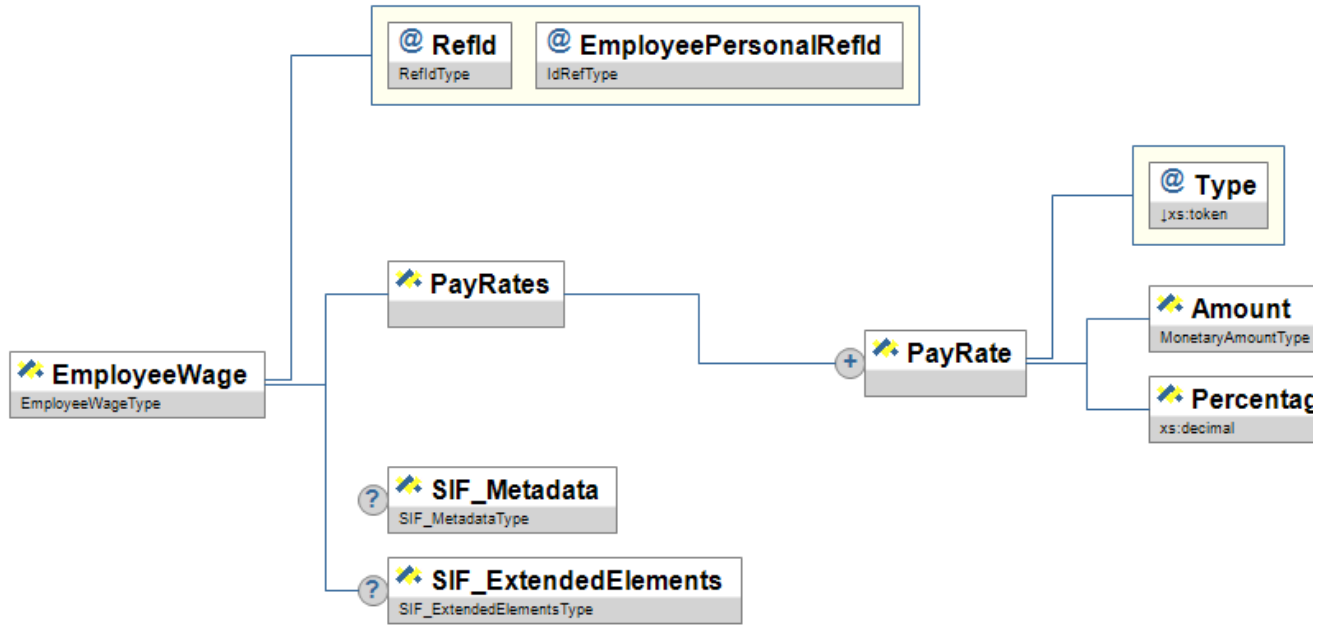 @ RefId
RefIdType
@ EmployeePersonalRefId
IdRefType
@ Type
↓xs:token
PayRates
Amount
MonetaryAmountType
PayRate
+
EmployeeWage
EmployeeWageType
Percentag
xs:decimal
? SIF_Metadata
SIF_MetadataType
? SIF_ExtendedElements
SIF_ExtendedElementsType